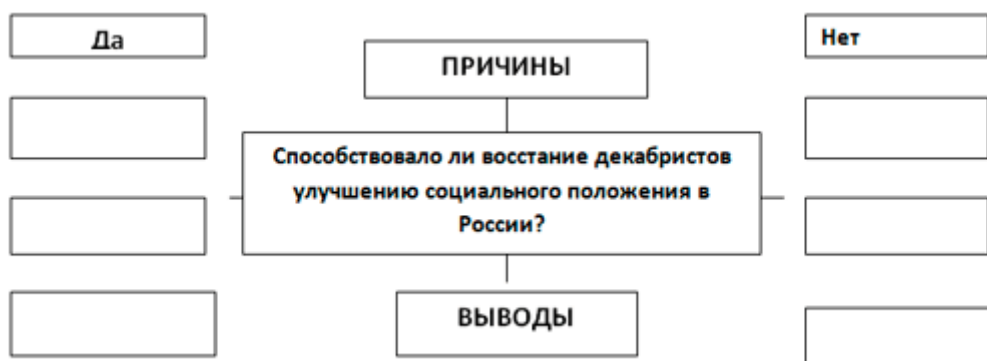 Да
Нет
ПРИЧИНЫ
Способствовало ли восстание декабристов
улучшению социального положения в
России?
ВЫВОДЫ